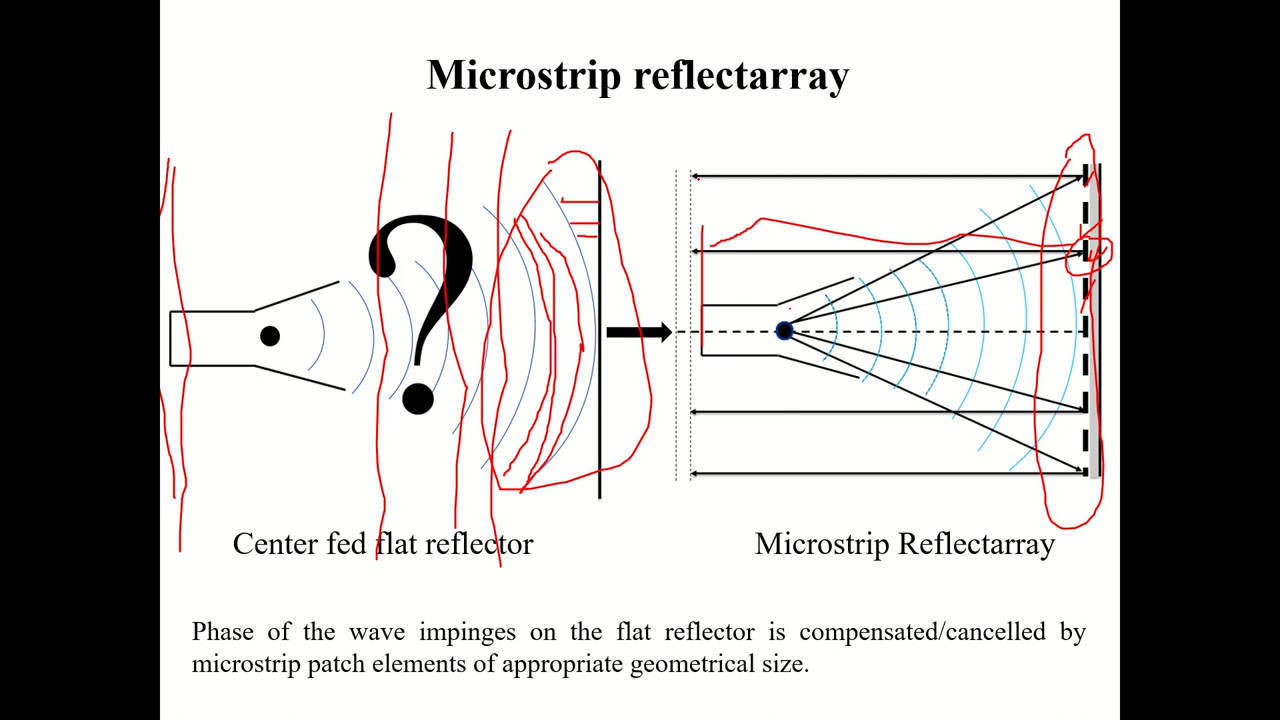 Microstrip reflectarray
?
Center fed flat reflector
Microstrip Reflectarray
Phase of the wave impinges on the flat reflector is compensated/cancelled by
microstrip patch elements of appropriate geometrical size.